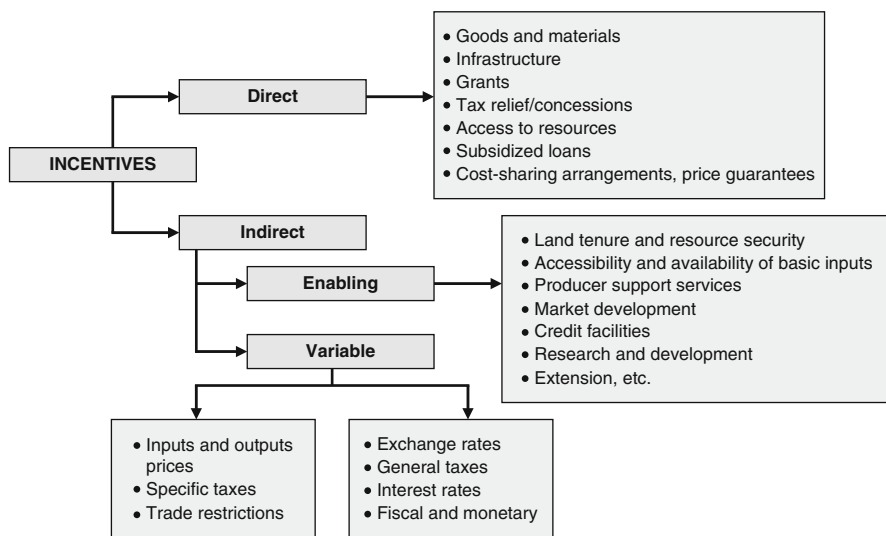 INCENTIVES
Direct
• Goods and materials
• Infrastructure
• Grants
• Tax relief/concessions
• Access to resources
• Subsidized loans
• Cost-sharing arrangements, price guarantees
Indirect
Enabling
• Land tenure and resource security
• Accessibility and availability of basic inputs
• Producer support services
• Market development
• Credit facilities
• Research and development
• Extension, etc.
Variable
• Inputs and outputs
prices
• Specific taxes
• Trade restrictions
• Exchange rates
• General taxes
• Interest rates
• Fiscal and monetary